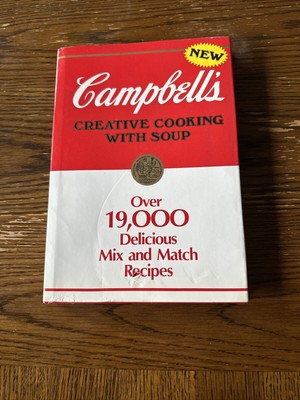 NEW
Campbell's
CREATIVE COOKING
WITH SOUP
Over
19,000
Delicious
Mix and Match
Recipes